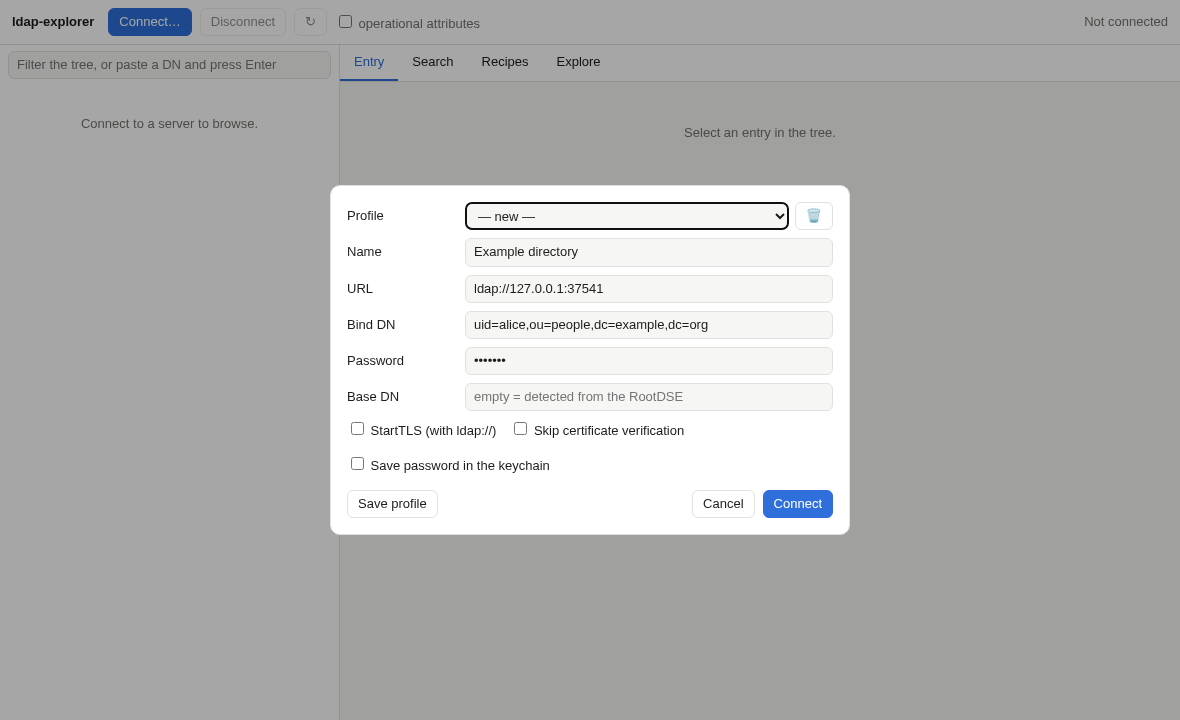 ldap-explorer Connect… Disconnect ↻ operational attributes Not connected
Filter the tree, or paste a DN and press Enter
Entry Search Recipes Explore
Connect to a server to browse.
Select an entry in the tree.
Profile — new —
Name Example directory
URL ldap://127.0.0.1:37541
Bind DN uid=alice,ou=people,dc=example,dc=org
Password •••••••
Base DN empty = detected from the RootDSE
StartTLS (with ldap://) Skip certificate verification
Save password in the keychain
Save profile Cancel Connect